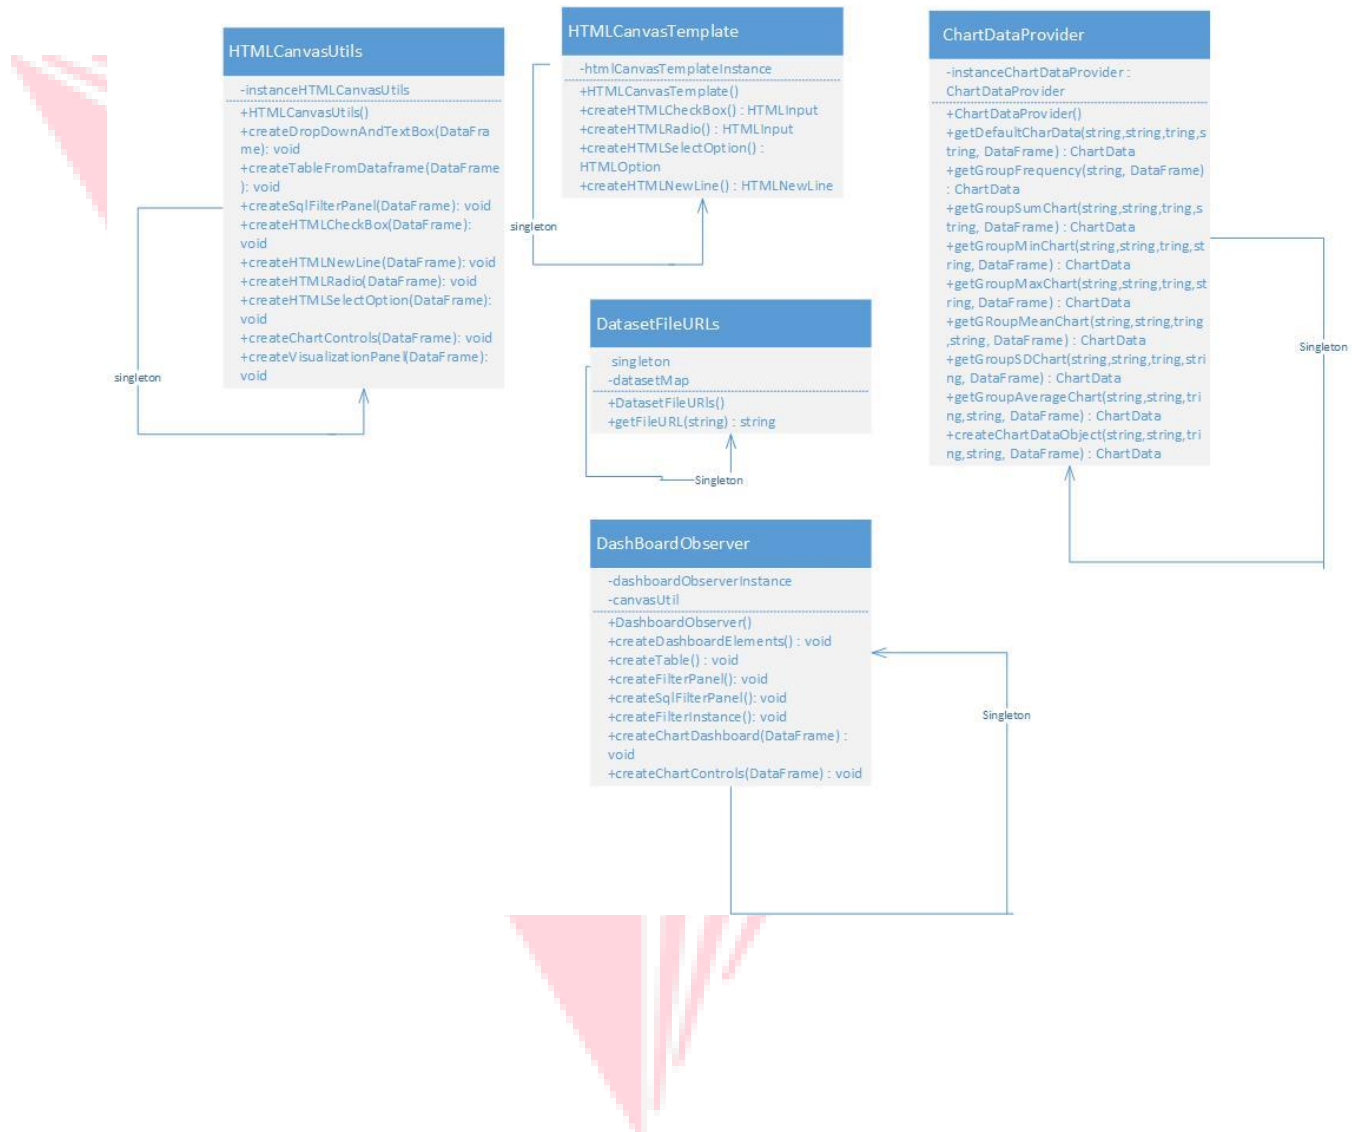 HTMLCanvasUtils
-instanceHTMLCanvasUtils
+HTMLCanvasUtils()
+createDropDownAndTextBox(DataFra
me): void
+createTableFromDataframe(DataFrame
): void
+createSqlFilterPanel(DataFrame): void
+createHTMLCheckBox(DataFrame):
void
+createHTMLNewLine(DataFrame): void
+createHTMLRadio(DataFrame): void
+createHTMLSelectOption(DataFrame):
void
+createChartControls(DataFrame): void
+createVisualizationPanel(DataFrame):
void
singleton
HTMLCanvasTemplate
-htmlCanvasTemplateInstance
+HTMLCanvasTemplate()
+createHTMLCheckBox() : HTMLInput
+createHTMLRadio() : HTMLInput
+createHTMLSelectOption() :
HTMLOption
+createHTMLNewLine() : HTMLNewLine
singleton
DatasetFileURLs
singleton
-datasetMap
+DatasetFileURls()
+getFileURL(string) : string
Singleton
DashBoardObserver
-dashboardObserverInstance
-canvasUtil
+DashboardObserver()
+createDashboardElements() : void
+createTable() : void
+createFilterPanel(): void
+createSqlFilterPanel(): void
+createFilterInstance(): void
+createChartDashboard(DataFrame) :
void
+createChartControls(DataFrame) : void
Singleton
ChartDataProvider
-instanceChartDataProvider :
ChartDataProvider
+ChartDataProvider()
+getDefaultCharData(string,string,tring,s
tring, DataFrame) : ChartData
+getGroupFrequency(string, DataFrame)
: ChartData
+getGroupSumChart(string,string,tring,s
tring, DataFrame) : ChartData
+getGroupMinChart(string,string,tring,st
ring, DataFrame) : ChartData
+getGroupMaxChart(string,string,tring,st
ring, DataFrame) : ChartData
+getGRoupMeanChart(string,string,tring
,string, DataFrame) : ChartData
+getGroupSDChart(string,string,tring,stri
ng, DataFrame) : ChartData
+getGroupAverageChart(string,string,tri
ng,string, DataFrame) : ChartData
+createChartDataObject(string,string,tri
ng,string, DataFrame) : ChartData
Singleton